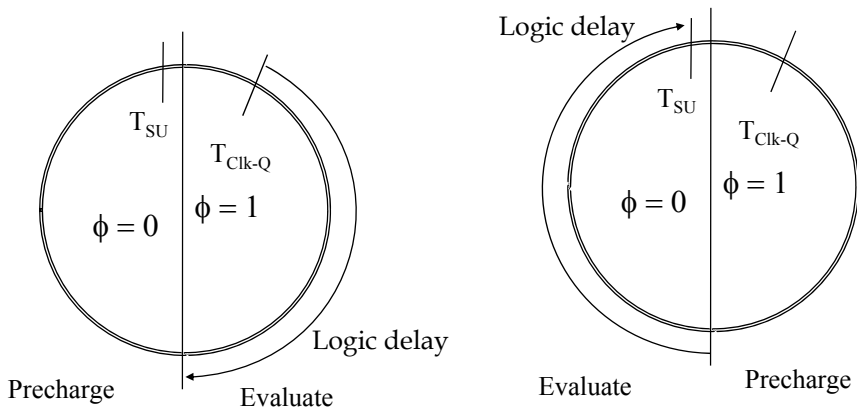 T_SU
T_Clk-Q
ϕ = 0
ϕ = 1
Logic delay
Precharge
Evaluate
Logic delay
T_SU
T_Clk-Q
ϕ = 0
ϕ = 1
Evaluate
Precharge